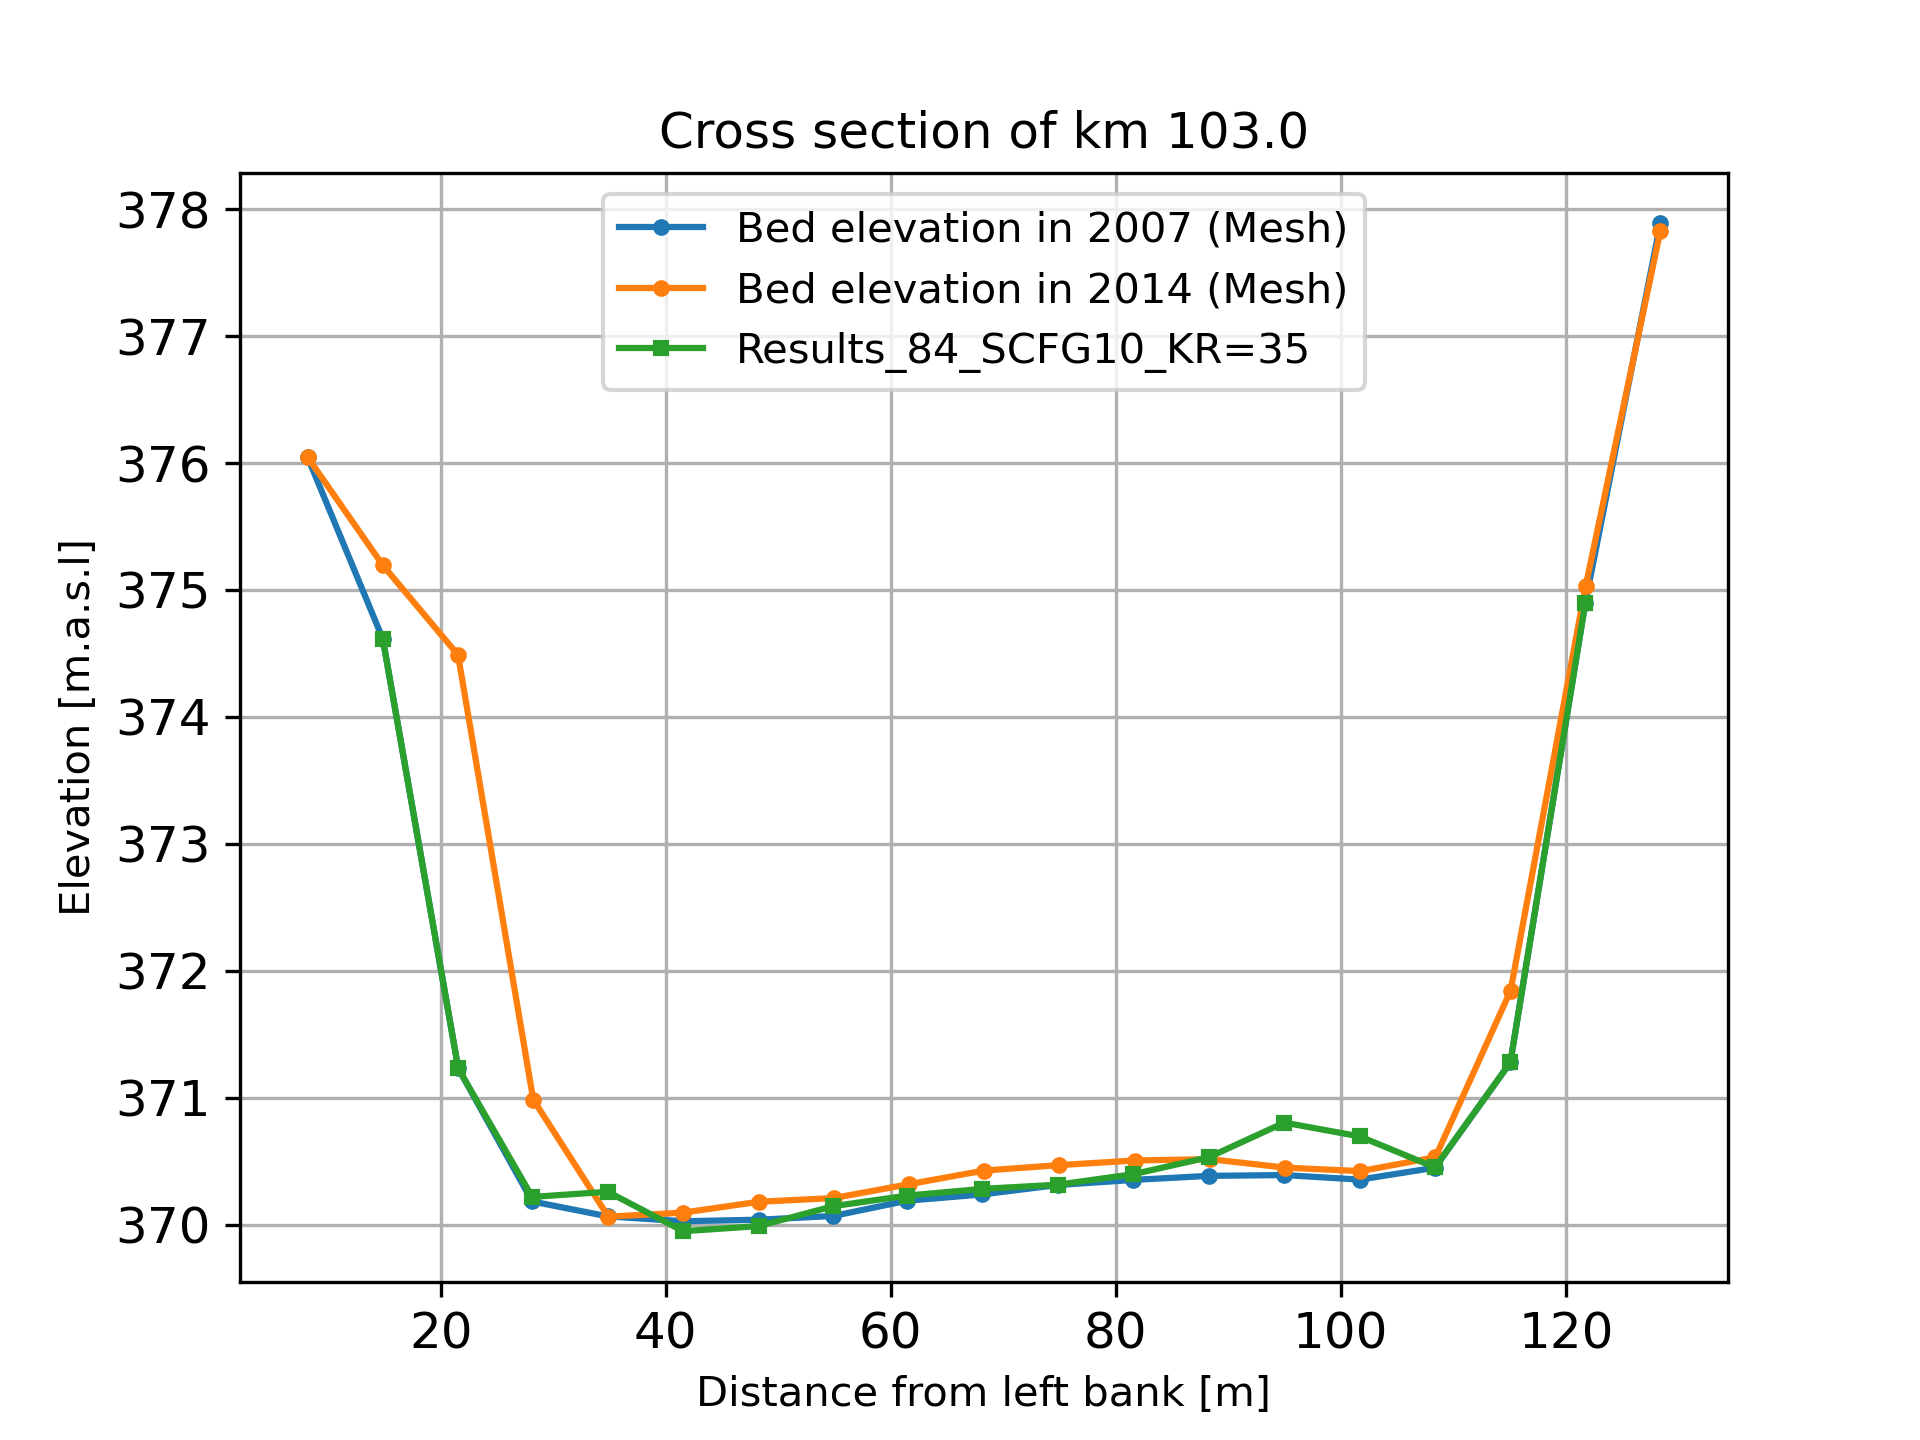 Cross section of km 103.0
Bed elevation in 2007 (Mesh)
Bed elevation in 2014 (Mesh)
Results_84_SCFG10_KR=35
Elevation [m.a.s.l]
378
377
376
375
374
373
372
371
370
20 40 60 80 100 120
Distance from left bank [m]